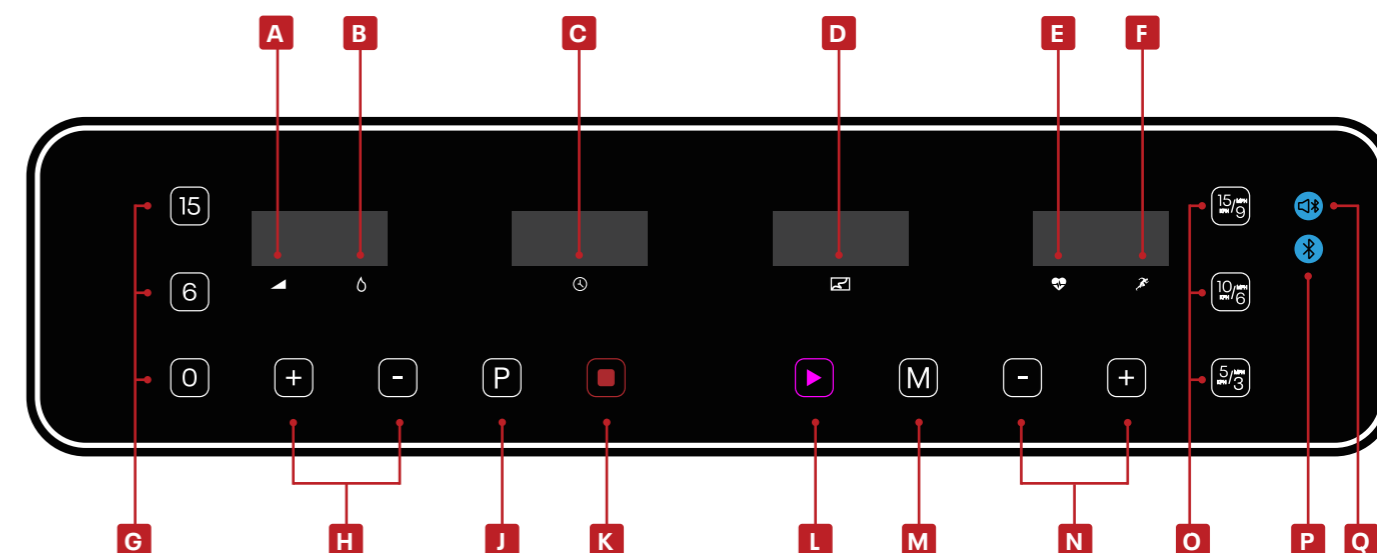 A B C D E F
15 15 KPH/MPH 9
6 10 KPH/MPH 6
0 + - P M - + 5 KPH/MPH 3
G H J K L M N O P Q